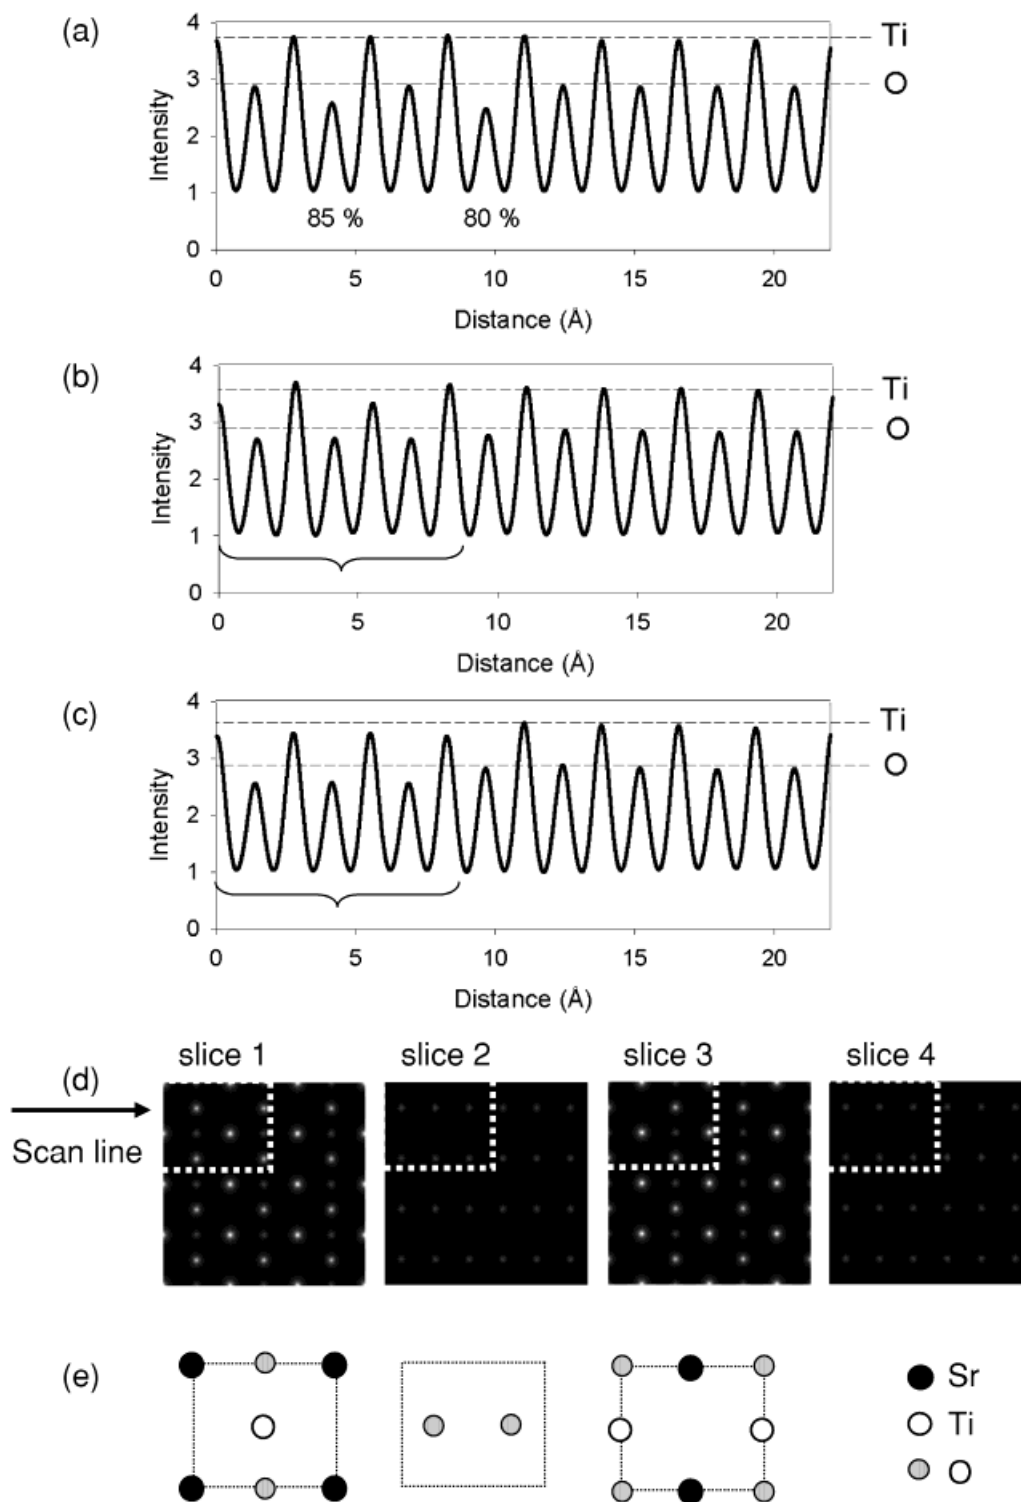 (a)
4
3
2
1
0
Intensity
Ti
O
85 %
80 %
0 5 10 15 20
Distance (Å)
(b)
4
3
2
1
0
Intensity
Ti
O
0 5 10 15 20
Distance (Å)
(c)
4
3
2
1
0
Intensity
Ti
O
0 5 10 15 20
Distance (Å)
slice 1 slice 2 slice 3 slice 4
(d)
Scan line
(e)
Sr
Ti
O